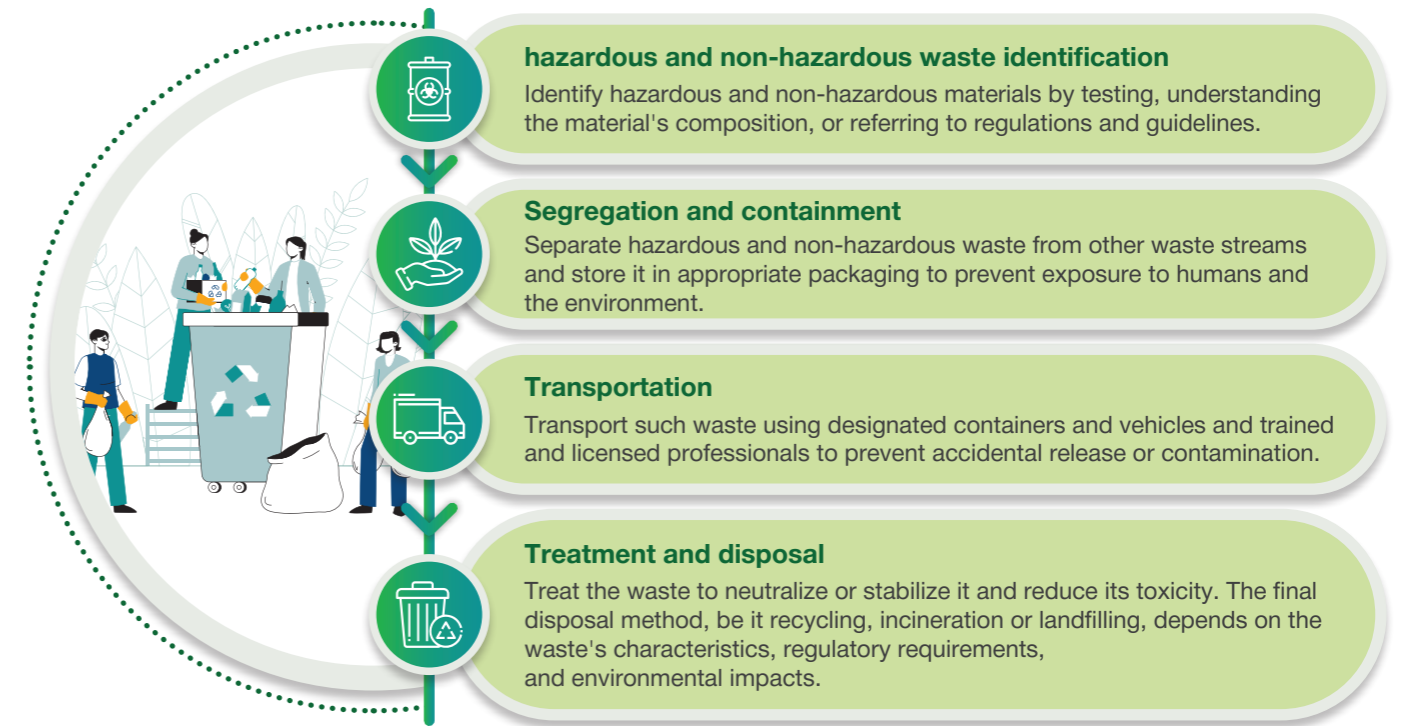 hazardous and non-hazardous waste identification
Identify hazardous and non-hazardous materials by testing, understanding
the material's composition, or referring to regulations and guidelines.
Segregation and containment
Separate hazardous and non-hazardous waste from other waste streams
and store it in appropriate packaging to prevent exposure to humans and
the environment.
Transportation
Transport such waste using designated containers and vehicles and trained
and licensed professionals to prevent accidental release or contamination.
Treatment and disposal
Treat the waste to neutralize or stabilize it and reduce its toxicity. The final
disposal method, be it recycling, incineration or landfilling, depends on the
waste's characteristics, regulatory requirements,
and environmental impacts.